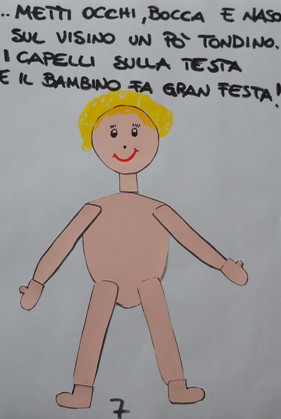 ... METTI OCCHI, BOCCA E NASO
SUL VISINO UN PO' TONDINO.
I CAPELLI SULLA TESTA
E IL BAMBINO FA GRAN FESTA!
7